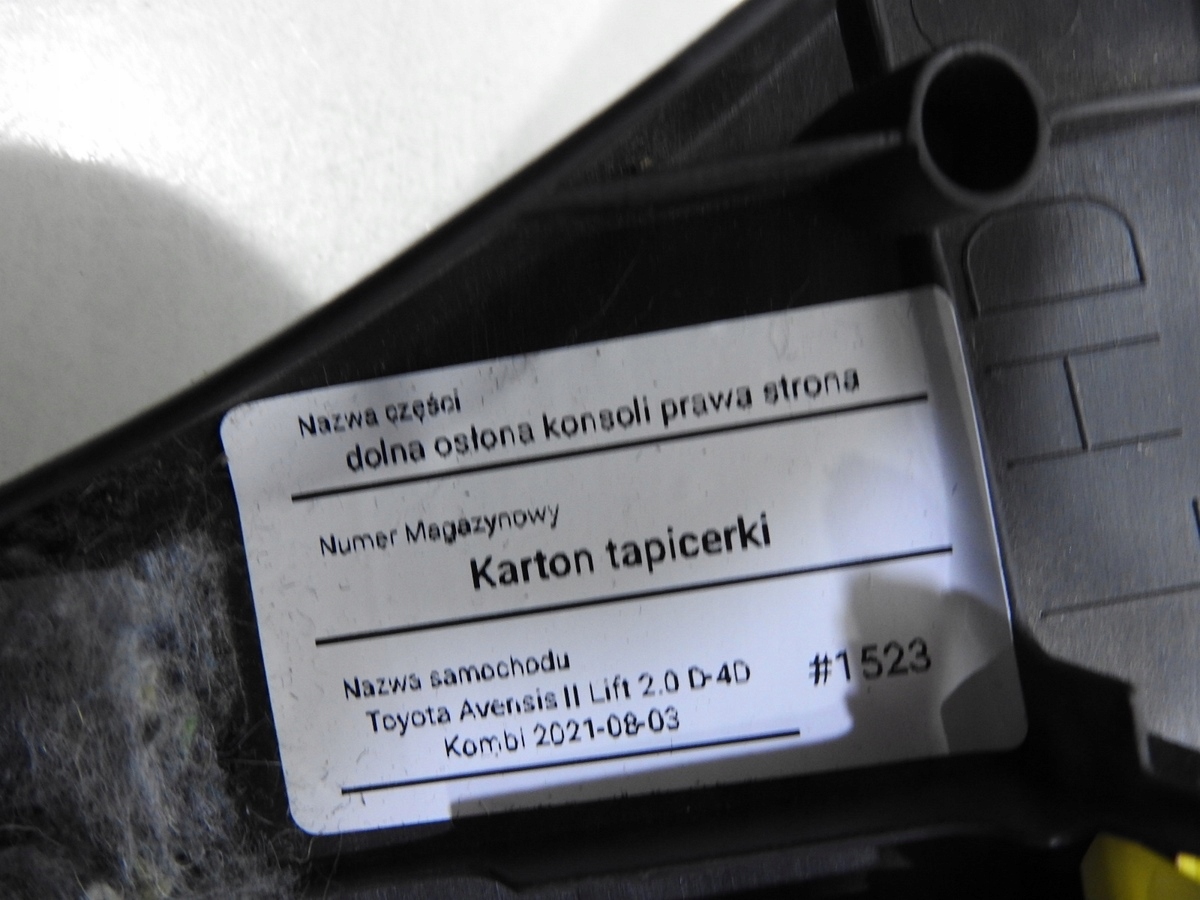 Nazwa części
dolna osłona konsoli prawa strona
Numer Magazynowy
Karton tapicerki
Nazwa samochodu
Toyota Avensis II Lift 2.0 D-4D
Kombi 2021-08-03
#1523